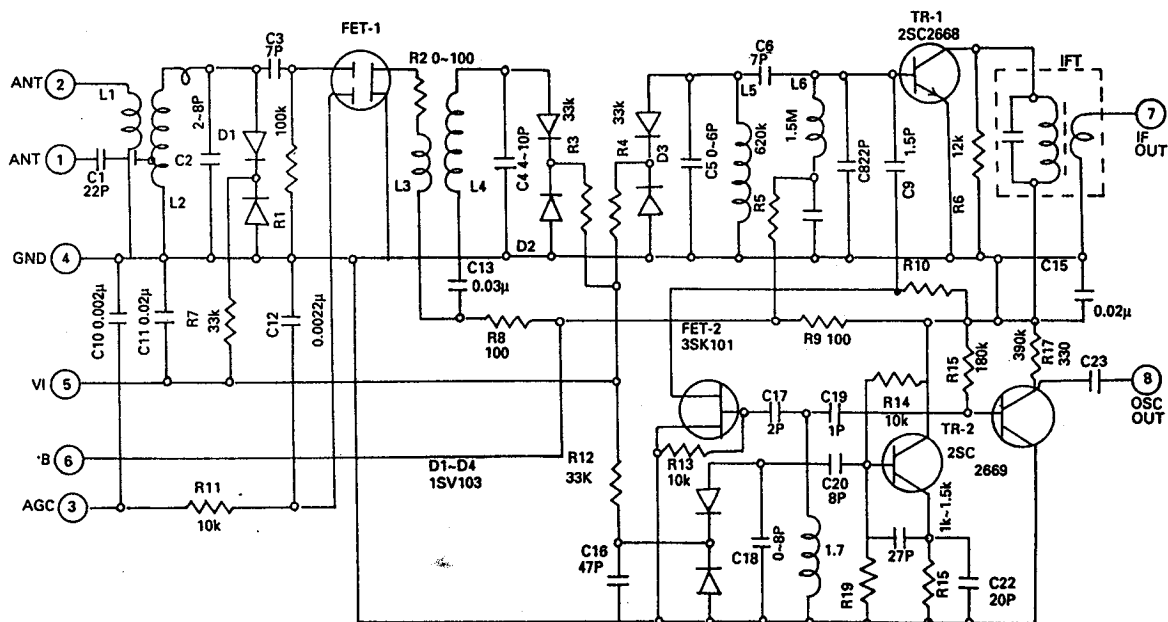 FET-1
TR-1
2SC2668
ANT 2
ANT 1
GND 4
VI 5
+B 6
AGC 3
C1
22P
L1
L2
2~8P
C2
C3
7P
D1
100k
R1
R2 0~100
L3
L4
C4 4~10P
33k
R3
D2
33k
R4
D3
C5 0~6P
L5
620k
C6
7P
L6
1.5M
R5
C8 22P
1.5P
C9
12k
R6
IFT
7
IF
OUT
C15
0.02µ
C10 0.002µ
C11 0.02µ
R7
33k
C12
0.0022µ
C13
0.03µ
R8
100
R9 100
R10
FET-2
3SK101
R15
180k
390k
R17
330
C23
8
OSC
OUT
C17
2P
C19
1P
R14
10k
TR-2
2SC
2669
R13
10k
R12
33K
D1~D4
1SV103
R11
10k
C20
8P
C16
47P
C18
0~8P
1.7
27P
1k~1.5k
R19
R15
C22
20P